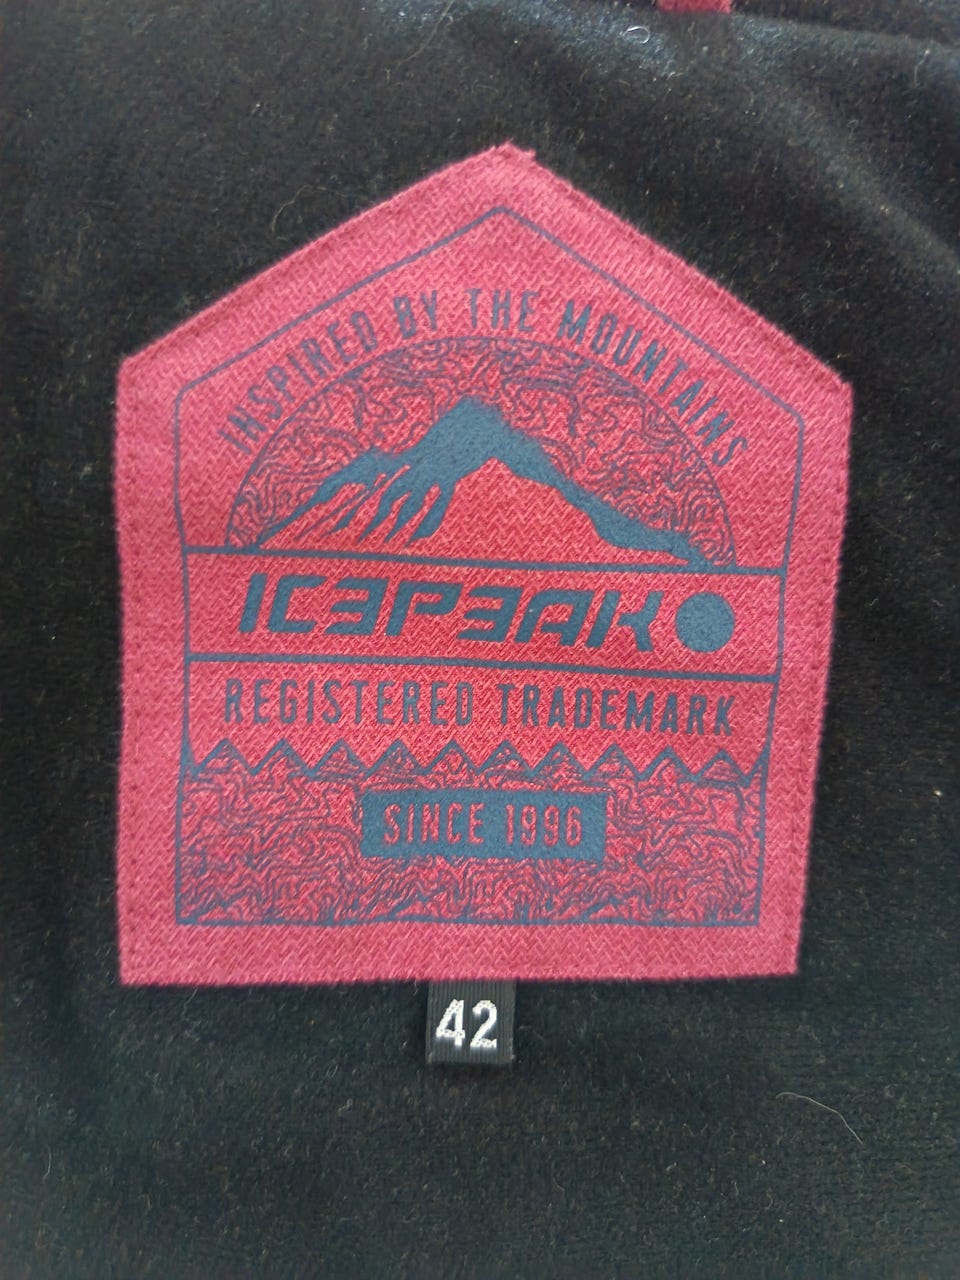 INSPIRED BY THE MOUNTAINS
ICEPEAK
REGISTERED TRADEMARK
SINCE 1996
42